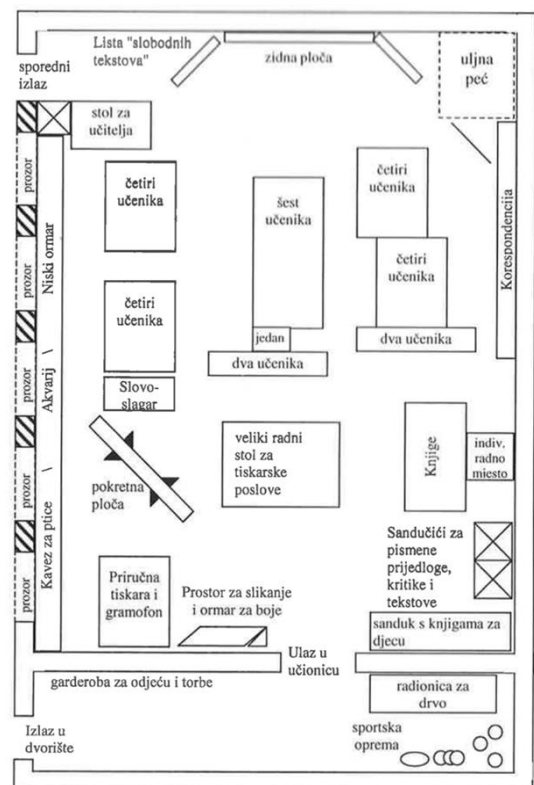 Lista "slobodnih
tekstova"
zidna ploča
uljna
peć
sporedni
izlaz
stol za
učitelja
prozor
prozor
prozor
prozor
prozor
Niski ormar
Akvarij \
Kavez za ptice \
četiri
učenika
šest
učenika
četiri
učenika
četiri
učenika
Korespondencija
četiri
učenika
jedan
dva učenika
dva učenika
Slovo-
slagar
pokretna
ploča
veliki radni
stol za
tiskarske
poslove
Knjige
indiv.
radno
miesto
Sandučići za
pismene
prijedloge,
kritike i
tekstove
Priručna
tiskara i
gramofon
Prostor za slikanje
i ormar za boje
sanduk s knjigama za
djecu
Ulaz u
učionicu
garderoba za odjeću i torbe
radionica za
drvo
Izlaz u
dvorište
sportska
oprema